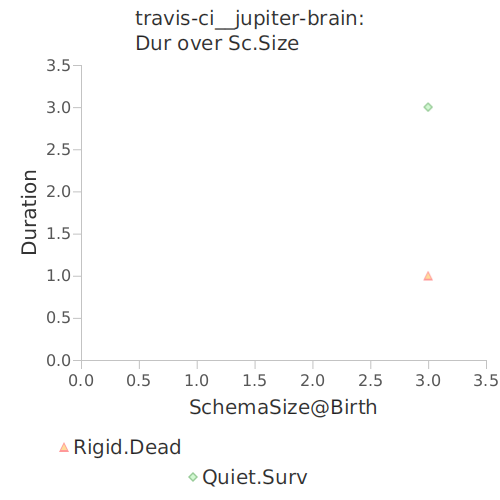 travis-ci__jupiter-brain:
Dur over Sc.Size
3.5
3.0
2.5
2.0
1.5
1.0
0.5
0.0
Duration
0.0 0.5 1.0 1.5 2.0 2.5 3.0 3.5
SchemaSize@Birth
Rigid.Dead
Quiet.Surv